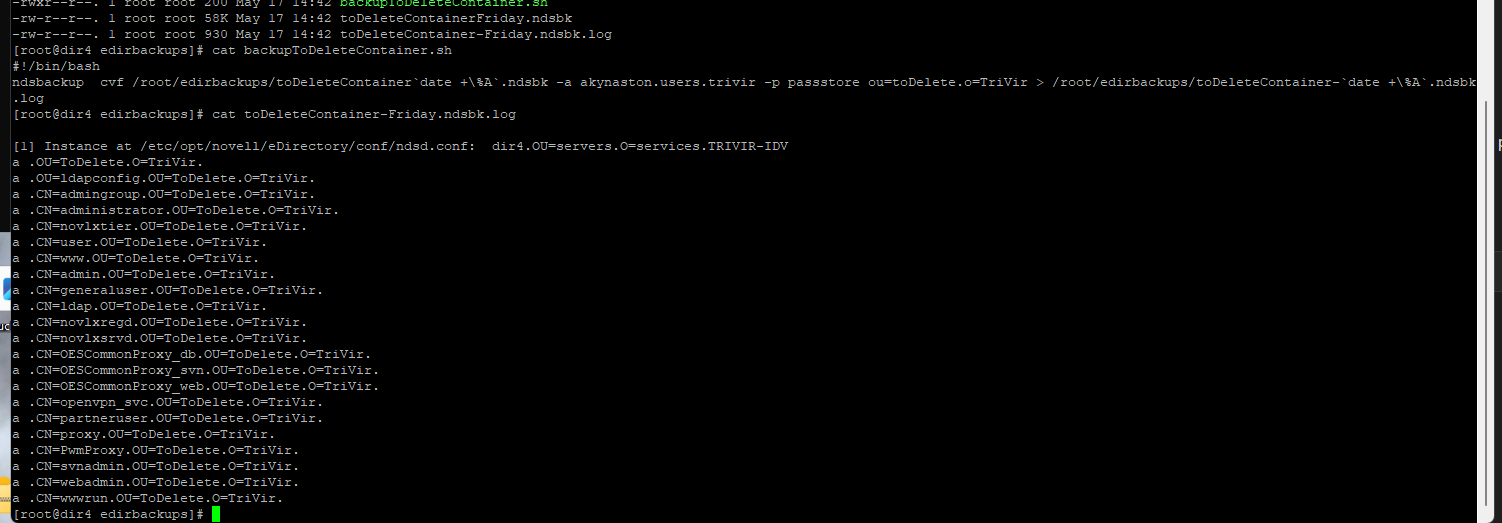 -rwxr--r--. 1 root root 200 May 17 14:42 backupToDeleteContainer.sh
-rw-r--r--. 1 root root 58K May 17 14:42 toDeleteContainerFriday.ndsbk
-rw-r--r--. 1 root root 930 May 17 14:42 toDeleteContainer-Friday.ndsbk.log
[root@dir4 edirbackups]# cat backupToDeleteContainer.sh
#!/bin/bash
ndsbackup  cvf /root/edirbackups/toDeleteContainer`date +\%A`.ndsbk -a akynaston.users.trivir -p passstore ou=toDelete.o=TriVir > /root/edirbackups/toDeleteContainer-`date +\%A`.ndsbk
.log
[root@dir4 edirbackups]# cat toDeleteContainer-Friday.ndsbk.log
[1] Instance at /etc/opt/novell/eDirectory/conf/ndsd.conf:  dir4.OU=servers.O=services.TRIVIR-IDV
a .OU=ToDelete.O=TriVir.
a .OU=ldapconfig.OU=ToDelete.O=TriVir.
a .CN=admingroup.OU=ToDelete.O=TriVir.
a .CN=administrator.OU=ToDelete.O=TriVir.
a .CN=novlxtier.OU=ToDelete.O=TriVir.
a .CN=user.OU=ToDelete.O=TriVir.
a .CN=www.OU=ToDelete.O=TriVir.
a .CN=admin.OU=ToDelete.O=TriVir.
a .CN=generaluser.OU=ToDelete.O=TriVir.
a .CN=ldap.OU=ToDelete.O=TriVir.
a .CN=novlxregd.OU=ToDelete.O=TriVir.
a .CN=novlxsrvd.OU=ToDelete.O=TriVir.
a .CN=OESCommonProxy_db.OU=ToDelete.O=TriVir.
a .CN=OESCommonProxy_svn.OU=ToDelete.O=TriVir.
a .CN=OESCommonProxy_web.OU=ToDelete.O=TriVir.
a .CN=openvpn_svc.OU=ToDelete.O=TriVir.
a .CN=partneruser.OU=ToDelete.O=TriVir.
a .CN=proxy.OU=ToDelete.O=TriVir.
a .CN=PwmProxy.OU=ToDelete.O=TriVir.
a .CN=svnadmin.OU=ToDelete.O=TriVir.
a .CN=webadmin.OU=ToDelete.O=TriVir.
a .CN=wwwrun.OU=ToDelete.O=TriVir.
[root@dir4 edirbackups]#